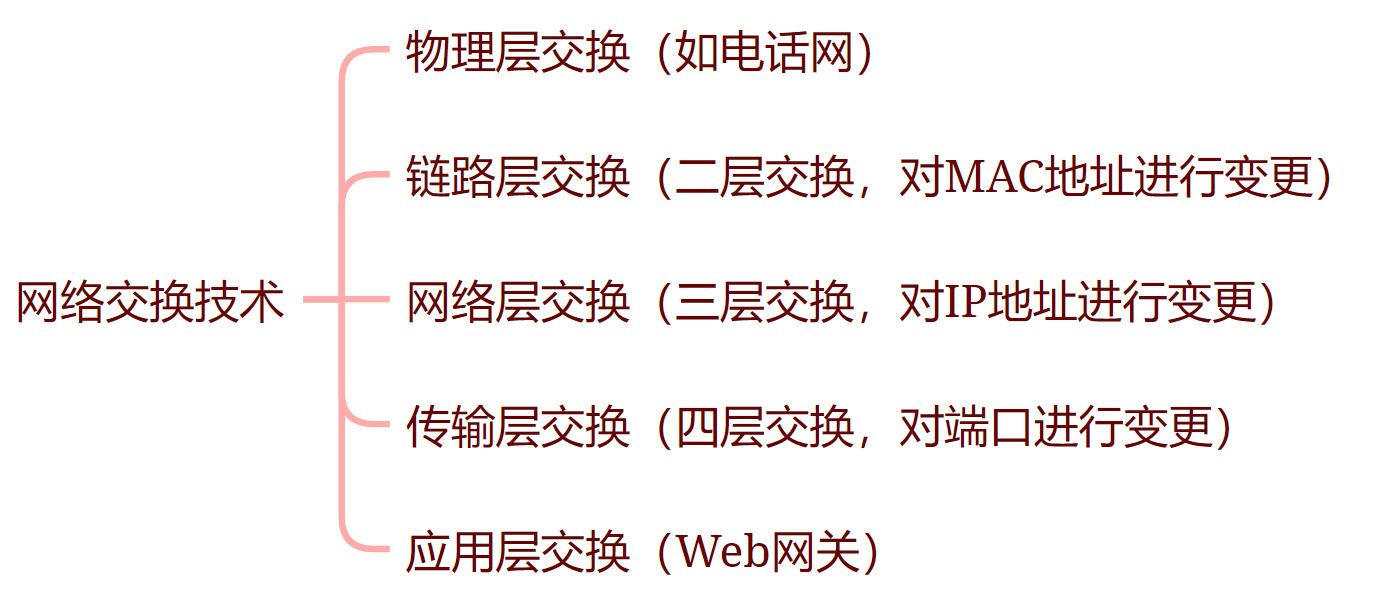 物理层交换（如电话网）
链路层交换（二层交换，对MAC地址进行变更）
网络交换技术
网络层交换（三层交换，对IP地址进行变更）
传输层交换（四层交换，对端口进行变更）
应用层交换（Web网关）